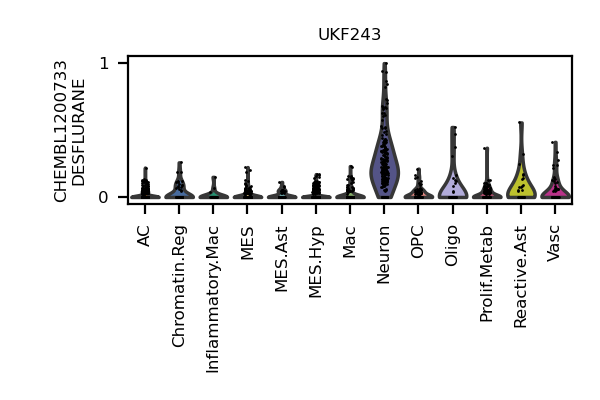 UKF243
CHEMBL1200733
DESFLURANE
1
0
AC
Chromatin.Reg
Inflammatory.Mac
MES
MES.Ast
MES.Hyp
Mac
Neuron
OPC
Oligo
Prolif.Metab
Reactive.Ast
Vasc